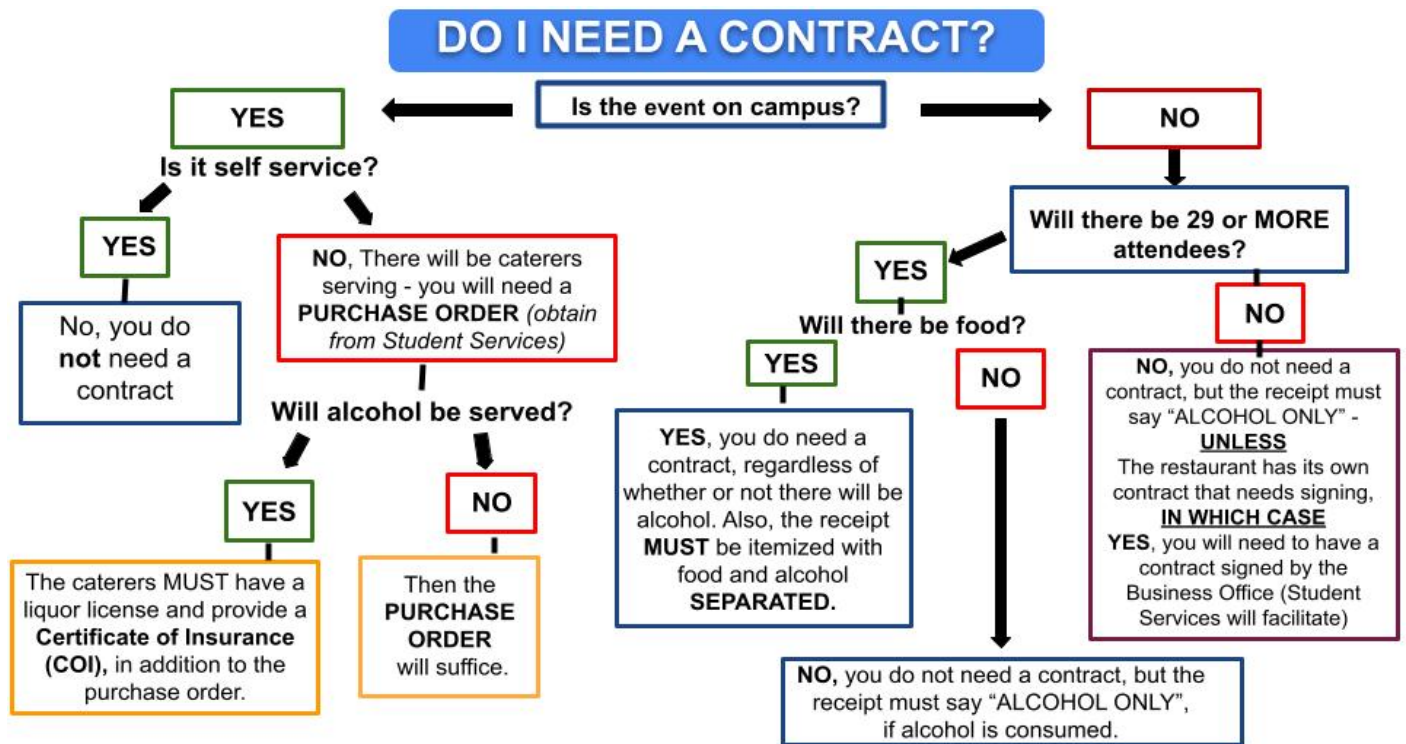 DO I NEED A CONTRACT?
Is the event on campus?
YES
Is it self service?
YES
No, you do
not need a
contract
NO, There will be caterers
serving - you will need a
PURCHASE ORDER (obtain
from Student Services)
Will alcohol be served?
YES
The caterers MUST have a
liquor license and provide a
Certificate of Insurance
(COI), in addition to the
purchase order.
NO
Then the
PURCHASE
ORDER
will suffice.
NO
Will there be 29 or MORE
attendees?
YES
Will there be food?
YES
YES, you do need a
contract, regardless of
whether or not there will be
alcohol. Also, the receipt
MUST be itemized with
food and alcohol
SEPARATED.
NO
NO, you do not need a contract, but the
receipt must say “ALCOHOL ONLY”,
if alcohol is consumed.
NO
NO, you do not need a
contract, but the receipt must
say “ALCOHOL ONLY” -
UNLESS
The restaurant has its own
contract that needs signing,
IN WHICH CASE
YES, you will need to have a
contract signed by the
Business Office (Student
Services will facilitate)